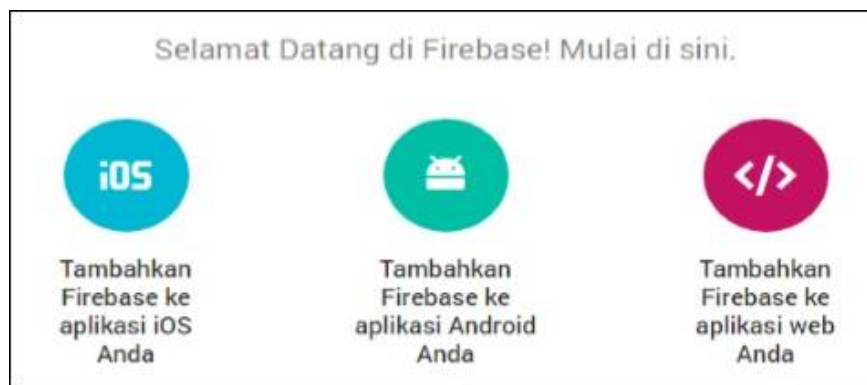 Selamat Datang di Firebase! Mulai di sini.
iOS
Tambahkan
Firebase ke
aplikasi iOS
Anda
Tambahkan
Firebase ke
aplikasi Android
Anda
</>
Tambahkan
Firebase ke
aplikasi web
Anda